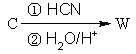 C ① HCN W
② H₂O/H⁺